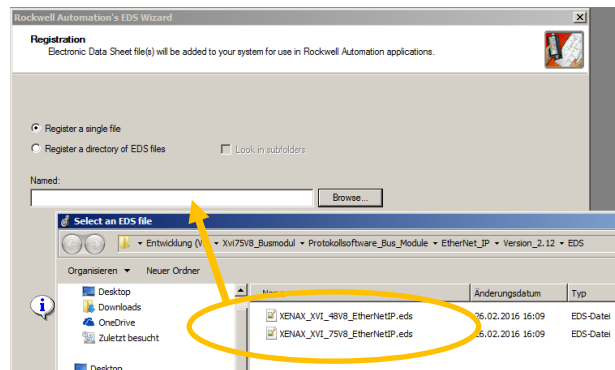 Rockwell Automation's EDS Wizard
Registration
Electronic Data Sheet file(s) will be added to your system for use in Rockwell Automation applications.
Register a single file
Register a directory of EDS files
Look in subfolders
Named:
Browse...
Select an EDS file
Entwicklung (V
Xvi75V8_Busmodul
Protokollsoftware_Bus_Module
EtherNet_IP
Version_2.12
EDS
Organisieren
Neuer Ordner
Desktop
Downloads
OneDrive
Zuletzt besucht
Desktop
Änderungsdatum
Typ
XENAX_XVI_48V8_EtherNetIP.eds
26.02.2016 16:09
EDS-Datei
XENAX_XVI_75V8_EtherNetIP.eds
26.02.2016 16:09
EDS-Datei